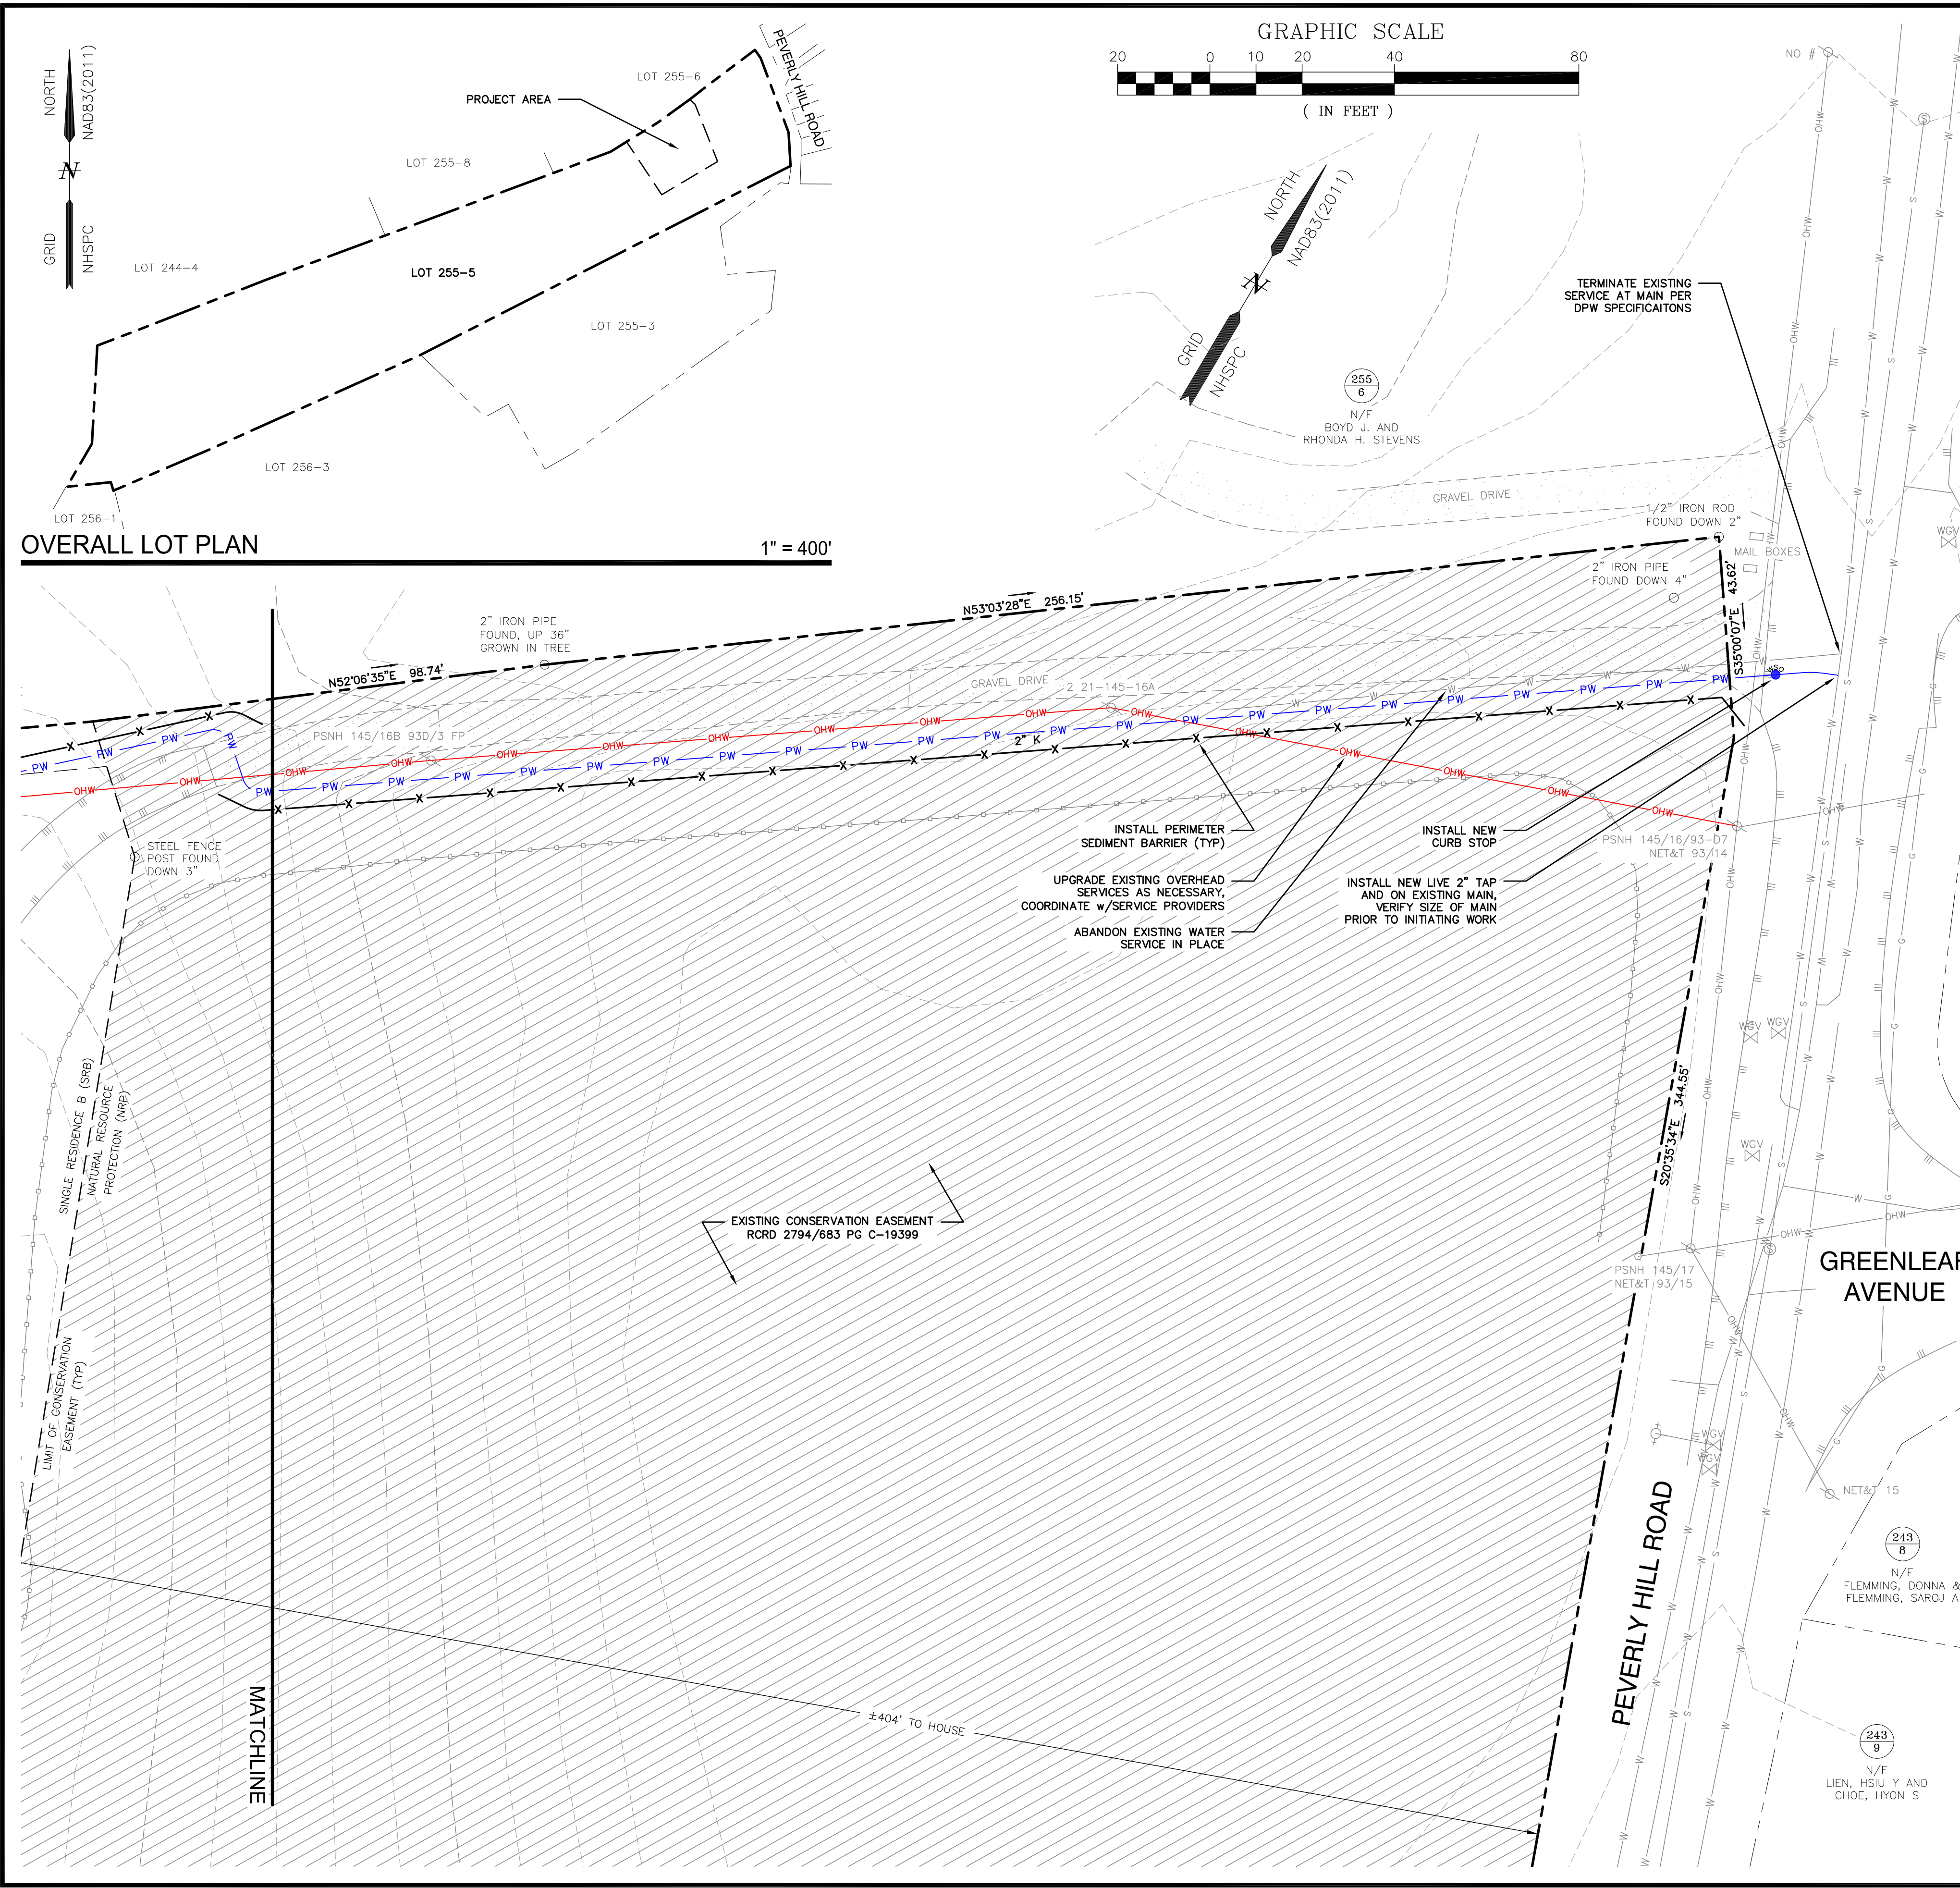 NORTH
NAD83(2011)
N
GRID
NHSPC
PROJECT AREA
LOT 255-6
PEVERLY HILL ROAD
LOT 255-8
LOT 244-4
LOT 255-5
LOT 255-3
LOT 256-3
LOT 256-1
OVERALL LOT PLAN
1" = 400'
GRAPHIC SCALE
20 0 10 20 40 80
( IN FEET )
NORTH
NAD83(2011)
N
GRID
NHSPC
255
6
N/F
BOYD J. AND
RHONDA H. STEVENS
NO #
TERMINATE EXISTING
SERVICE AT MAIN PER
DPW SPECIFICAITONS
GRAVEL DRIVE
1/2" IRON ROD
FOUND DOWN 2"
MAIL BOXES
2" IRON PIPE
FOUND DOWN 4"
S35°00'07"E 43.62'
N53°03'28"E 256.15'
2" IRON PIPE
FOUND, UP 36"
GROWN IN TREE
N52°06'35"E 98.74'
GRAVEL DRIVE
2 21-145-16A
PSNH 145/16B 93D/3 FP
2" K
WSO
STEEL FENCE
POST FOUND
DOWN 3"
INSTALL PERIMETER
SEDIMENT BARRIER (TYP)
UPGRADE EXISTING OVERHEAD
SERVICES AS NECESSARY,
COORDINATE w/SERVICE PROVIDERS
ABANDON EXISTING WATER
SERVICE IN PLACE
INSTALL NEW
CURB STOP
INSTALL NEW LIVE 2" TAP
AND ON EXISTING MAIN,
VERIFY SIZE OF MAIN
PRIOR TO INITIATING WORK
PSNH 145/16/93-D7
NET&T 93/14
WGV
WGV
WGV
WGV
S20°35'34"E 344.55'
SINGLE RESIDENCE B (SRB)
NATURAL RESOURCE
PROTECTION (NRP)
EXISTING CONSERVATION EASEMENT
RCRD 2794/683 PG C-19399
PSNH 145/17
NET&T 93/15
GREENLEAF
AVENUE
LIMIT OF CONSERVATION
EASEMENT (TYP)
WGV
WGV
NET&T 15
243
8
N/F
FLEMMING, DONNA &
FLEMMING, SAROJ A
PEVERLY HILL ROAD
±404' TO HOUSE
MATCHLINE
243
9
N/F
LIEN, HSIU Y AND
CHOE, HYON S